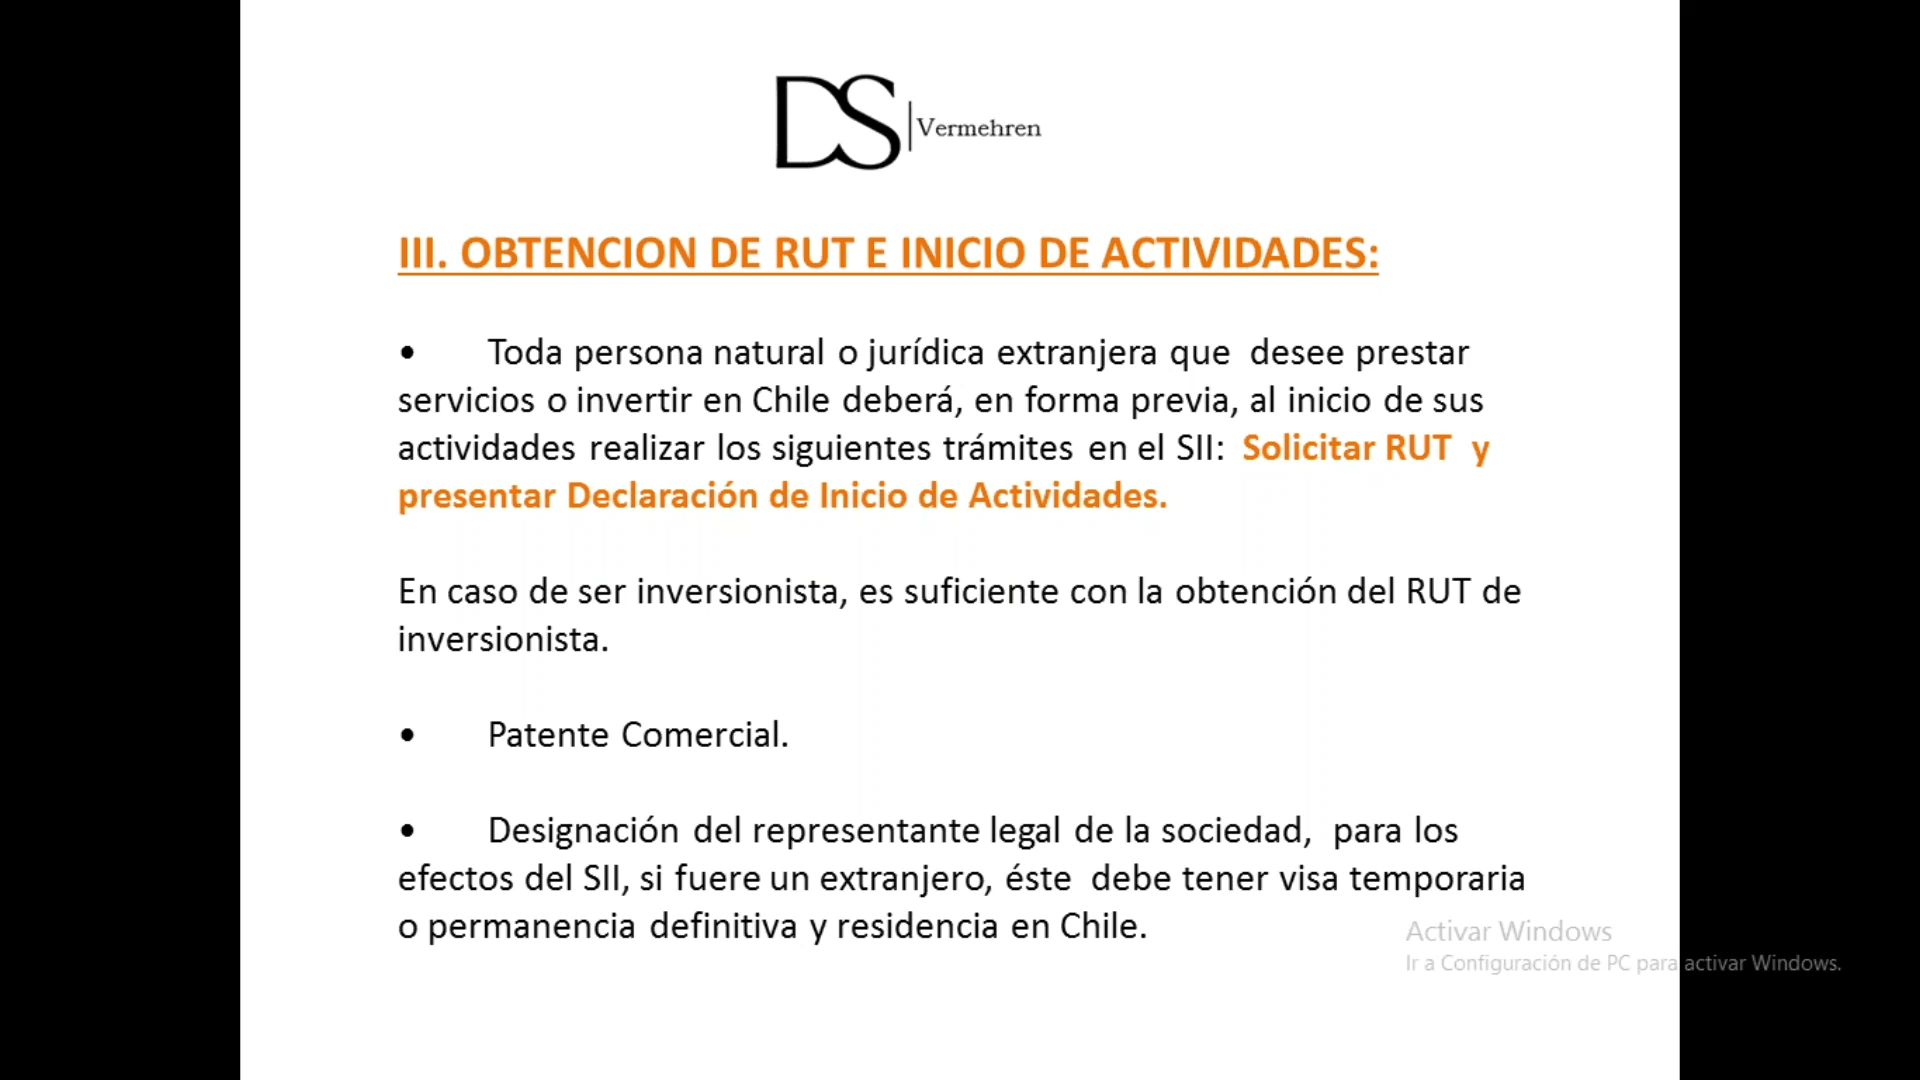 DS Vermehren
III. OBTENCION DE RUT E INICIO DE ACTIVIDADES:
• Toda persona natural o jurídica extranjera que desee prestar
servicios o invertir en Chile deberá, en forma previa, al inicio de sus
actividades realizar los siguientes trámites en el SII: Solicitar RUT y
presentar Declaración de Inicio de Actividades.
En caso de ser inversionista, es suficiente con la obtención del RUT de
inversionista.
• Patente Comercial.
• Designación del representante legal de la sociedad, para los
efectos del SII, si fuere un extranjero, éste debe tener visa temporaria
o permanencia definitiva y residencia en Chile.
Activar Windows
Ir a Configuración de PC para activar Windows.